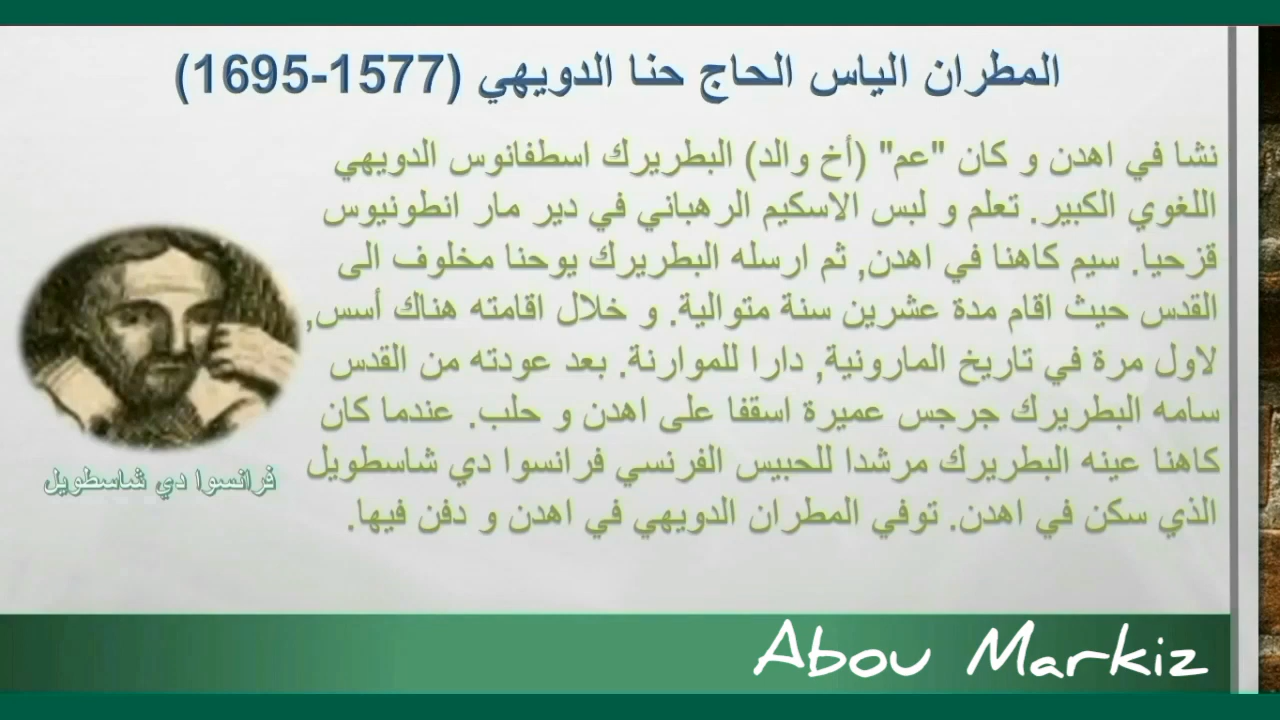 المطران الياس الحاج حنا الدويهي (1577-1695)
نشا في اهدن و كان "عم" (أخ والد) البطريرك اسطفانوس الدويهي
اللغوي الكبير. تعلم و لبس الاسكيم الرهباني في دير مار انطونيوس
قزحيا. سيم كاهنا في اهدن, ثم ارسله البطريرك يوحنا مخلوف الى
القدس حيث اقام مدة عشرين سنة متوالية. و خلال اقامته هناك أسس,
لاول مرة في تاريخ المارونية, دارا للموارنة. بعد عودته من القدس
سامه البطريرك جرجس عميرة اسقفا على اهدن و حلب. عندما كان
كاهنا عينه البطريرك مرشدا للحبيس الفرنسي فرانسوا دي شاسطويل
الذي سكن في اهدن. توفي المطران الدويهي في اهدن و دفن فيها.
فرانسوا دي شاسطويل
Abou Markiz